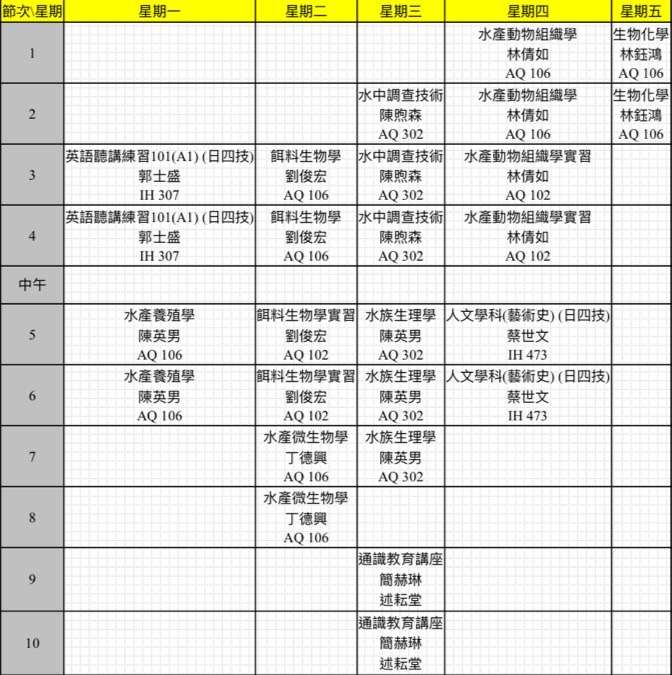 節次\星期 星期一 星期二 星期三 星期四 星期五
1
水產動物組織學
林倩如
AQ 106
生物化學
林鈺鴻
AQ 106
2
水中調查技術
陳煦森
AQ 302
水產動物組織學
林倩如
AQ 106
生物化學
林鈺鴻
AQ 106
3
英語聽講練習101(A1) (日四技)
郭士盛
IH 307
餌料生物學
劉俊宏
AQ 106
水中調查技術
陳煦森
AQ 302
水產動物組織學實習
林倩如
AQ 102
4
英語聽講練習101(A1) (日四技)
郭士盛
IH 307
餌料生物學
劉俊宏
AQ 106
水中調查技術
陳煦森
AQ 302
水產動物組織學實習
林倩如
AQ 102
中午
5
水產養殖學
陳英男
AQ 106
餌料生物學實習
劉俊宏
AQ 102
水族生理學
陳英男
AQ 302
人文學科(藝術史) (日四技)
蔡世文
IH 473
6
水產養殖學
陳英男
AQ 106
餌料生物學實習
劉俊宏
AQ 102
水族生理學
陳英男
AQ 302
人文學科(藝術史) (日四技)
蔡世文
IH 473
7
水產微生物學
丁德興
AQ 106
水族生理學
陳英男
AQ 302
8
水產微生物學
丁德興
AQ 106
9
通識教育講座
簡赫琳
述耘堂
10
通識教育講座
簡赫琳
述耘堂